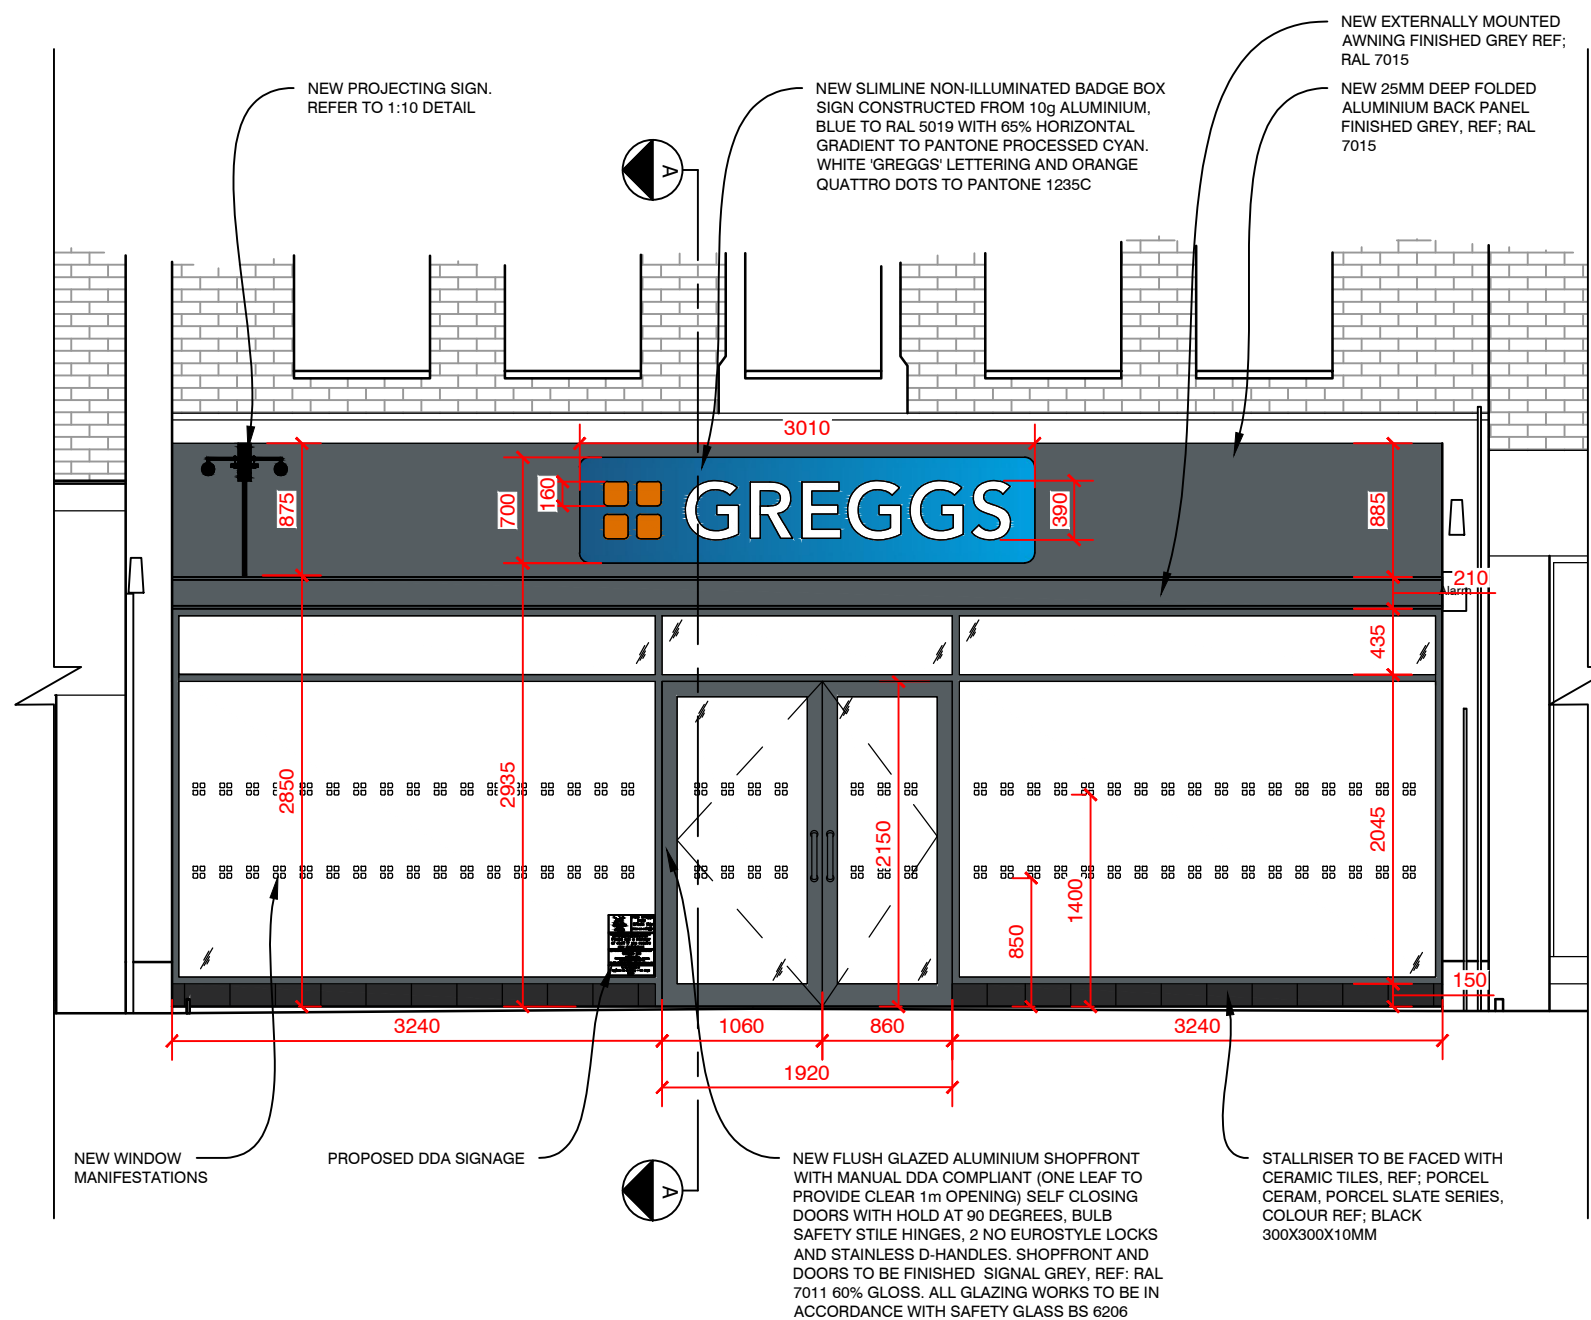 NEW EXTERNALLY MOUNTED
AWNING FINISHED GREY REF;
RAL 7015
NEW PROJECTING SIGN.
REFER TO 1:10 DETAIL
NEW SLIMLINE NON-ILLUMINATED BADGE BOX
SIGN CONSTRUCTED FROM 10g ALUMINIUM,
BLUE TO RAL 5019 WITH 65% HORIZONTAL
GRADIENT TO PANTONE PROCESSED CYAN.
WHITE 'GREGGS' LETTERING AND ORANGE
QUATTRO DOTS TO PANTONE 1235C
NEW 25MM DEEP FOLDED
ALUMINIUM BACK PANEL
FINISHED GREY, REF; RAL
7015
A
3010
875
700
160
GREGGS
390
885
210
Alarm
435
2850
2935
2150
1400
850
2045
150
3240
1060
860
3240
1920
NEW WINDOW
MANIFESTATIONS
PROPOSED DDA SIGNAGE
A
NEW FLUSH GLAZED ALUMINIUM SHOPFRONT
WITH MANUAL DDA COMPLIANT (ONE LEAF TO
PROVIDE CLEAR 1m OPENING) SELF CLOSING
DOORS WITH HOLD AT 90 DEGREES, BULB
SAFETY STILE HINGES, 2 NO EUROSTYLE LOCKS
AND STAINLESS D-HANDLES. SHOPFRONT AND
DOORS TO BE FINISHED SIGNAL GREY, REF: RAL
7011 60% GLOSS. ALL GLAZING WORKS TO BE IN
ACCORDANCE WITH SAFETY GLASS BS 6206
STALLRISER TO BE FACED WITH
CERAMIC TILES, REF; PORCEL
CERAM, PORCEL SLATE SERIES,
COLOUR REF; BLACK
300X300X10MM